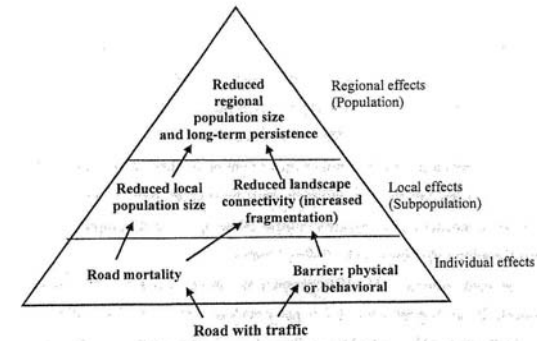 Reduced
regional
population size
and long-term persistence
Regional effects
(Population)
Reduced local
population size
Reduced landscape
connectivity (increased
fragmentation)
Local effects
(Subpopulation)
Road mortality
Barrier: physical
or behavioral
Individual effects
Road with traffic